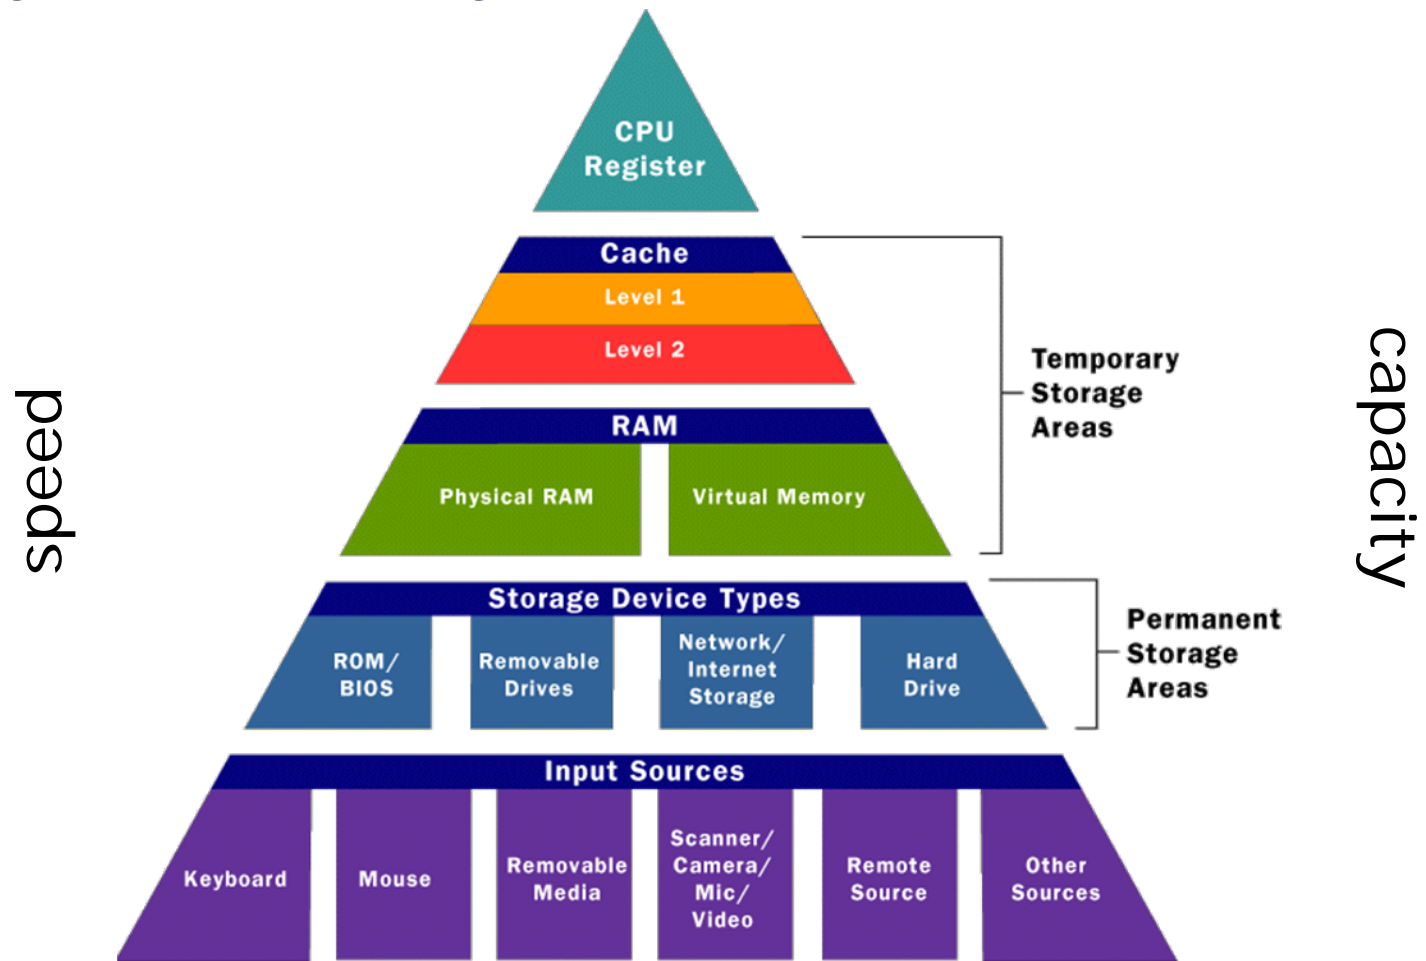 CPU
Register
Cache
Level 1
Level 2
Temporary
Storage
Areas
RAM
Physical RAM
Virtual Memory
speed
capacity
Storage Device Types
ROM/
BIOS
Removable
Drives
Network/
Internet
Storage
Hard
Drive
Permanent
Storage
Areas
Input Sources
Keyboard
Mouse
Removable
Media
Scanner/
Camera/
Mic/
Video
Remote
Source
Other
Sources